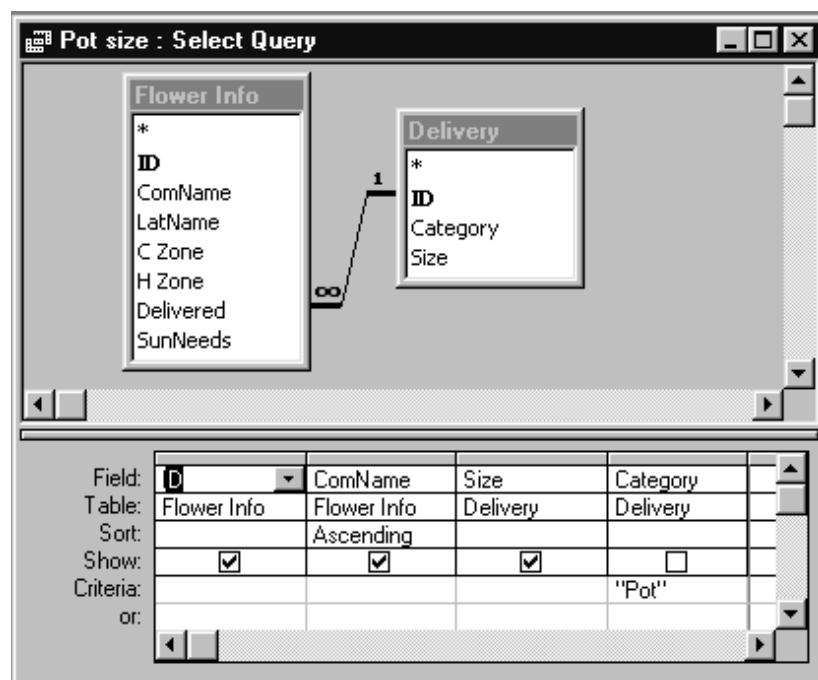 Pot size : Select Query
Flower Info
*
ID
ComName
LatName
C Zone
H Zone
Delivered
SunNeeds
1
∞
Delivery
*
ID
Category
Size
Field: ID ComName Size Category
Table: Flower Info Flower Info Delivery Delivery
Sort: Ascending
Show:
Criteria: "Pot"
or: